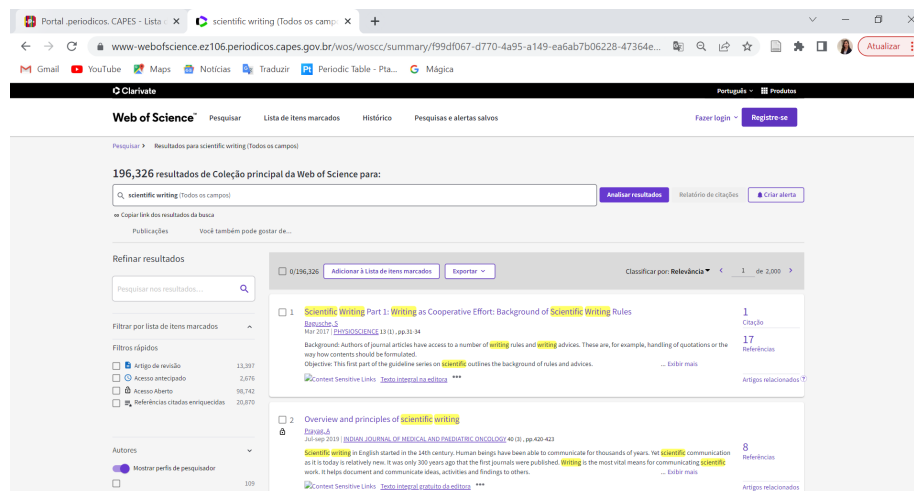 Portal .periodicos. CAPES - Lista
scientific writing (Todos os camp
www-webofscience.ez106.periodicos.capes.gov.br/wos/woscc/summary/f99df067-d770-4a95-a149-ea6ab7b06228-47364e...
Atualizar
Gmail YouTube Maps Notícias Traduzir Periodic Table - Pta... Mágica
Clarivate Português Produtos
Web of Science™ Pesquisar Lista de itens marcados Histórico Pesquisas e alertas salvos Fazer login Registre-se
Pesquisar > Resultados para scientific writing (Todos os campos)
196,326 resultados de Coleção principal da Web of Science para:
scientific writing (Todos os campos) Analisar resultados Relatório de citações Criar alerta
Copiar link dos resultados da busca
Publicações Você também pode gostar de...
Refinar resultados
Pesquisar nos resultados...
Filtrar por lista de itens marcados
Filtros rápidos
Artigo de revisão 13,397
Acesso antecipado 2,676
Acesso Aberto 98,742
Referências citadas enriquecidas 20,870
Autores
Mostrar perfis de pesquisador
109
0/196,326 Adicionar à Lista de itens marcados Exportar Classificar por: Relevância 1 de 2,000
1 Scientific Writing Part 1: Writing as Cooperative Effort: Background of Scientific Writing Rules
Bagusche, S
Mar 2017 | PHYSIOSCIENCE 13 (1) , pp.31-34
Background: Authors of journal articles have access to a number of writing rules and writing advices. These are, for example, handling of quotations or the
way how contents should be formulated.
Objective: This first part of the guideline series on scientific outlines the background of rules and advices. ... Exibir mais
Context Sensitive Links Texto integral na editora •••
1
Citação
17
Referências
Artigos relacionados
2 Overview and principles of scientific writing
Prayag, A
Jul-sep 2019 | INDIAN JOURNAL OF MEDICAL AND PAEDIATRIC ONCOLOGY 40 (3) , pp.420-423
Scientific writing in English started in the 14th century. Human beings have been able to communicate for thousands of years. Yet scientific communication
as it is today is relatively new. It was only 300 years ago that the first journals were published. Writing is the most vital means for communicating scientific
work. It helps document and communicate ideas, activities and findings to others. ... Exibir mais
Context Sensitive Links Texto integral gratuito da editora •••
8
Referências
Artigos relacionados